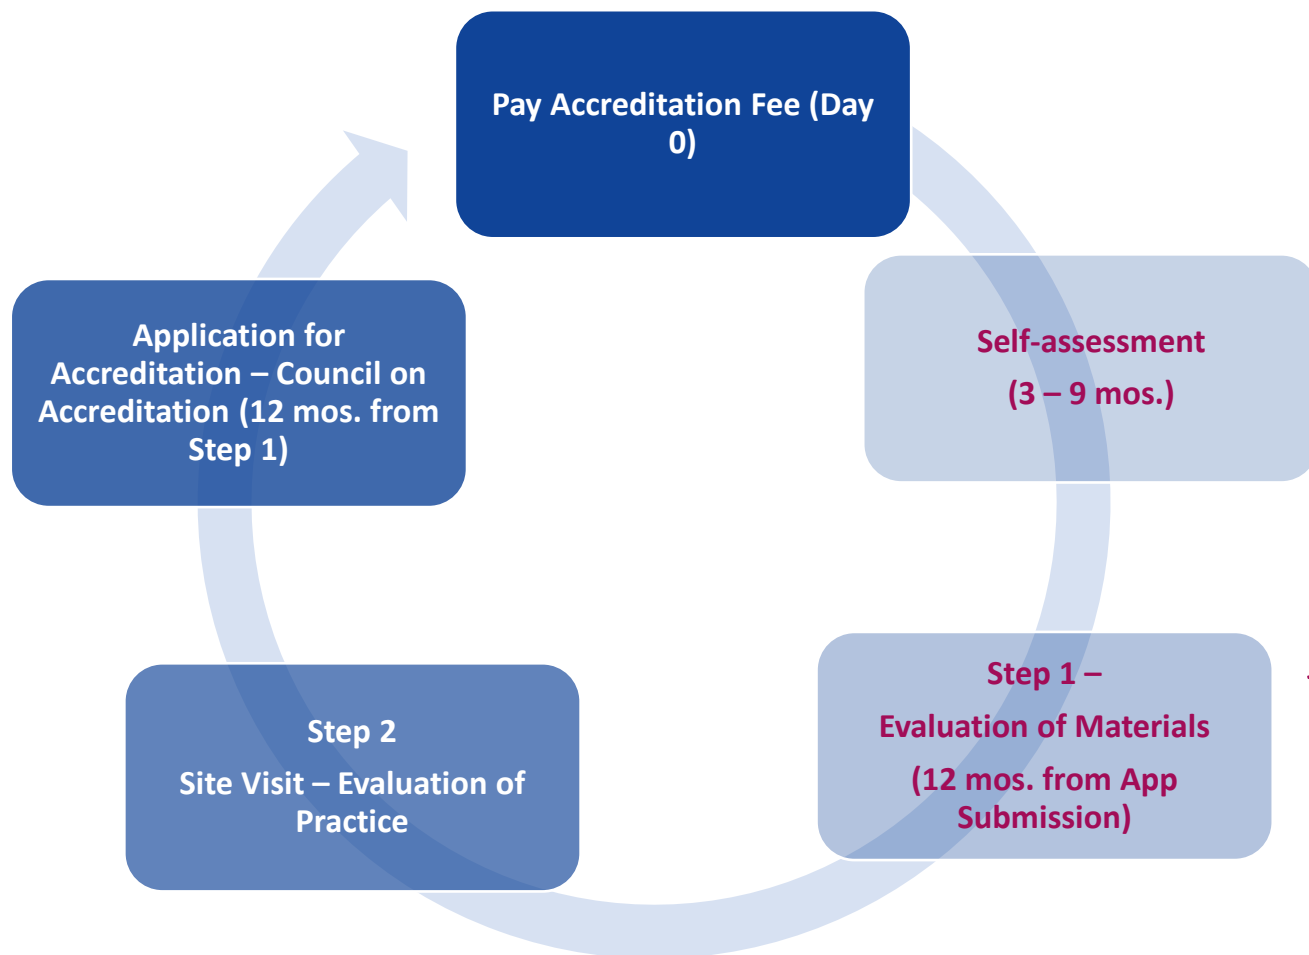 Pay Accreditation Fee (Day
0)
Self-assessment
(3 – 9 mos.)
Step 1 –
Evaluation of Materials
(12 mos. from App
Submission)
Step 2
Site Visit – Evaluation of
Practice
Application for
Accreditation – Council on
Accreditation (12 mos. from
Step 1)